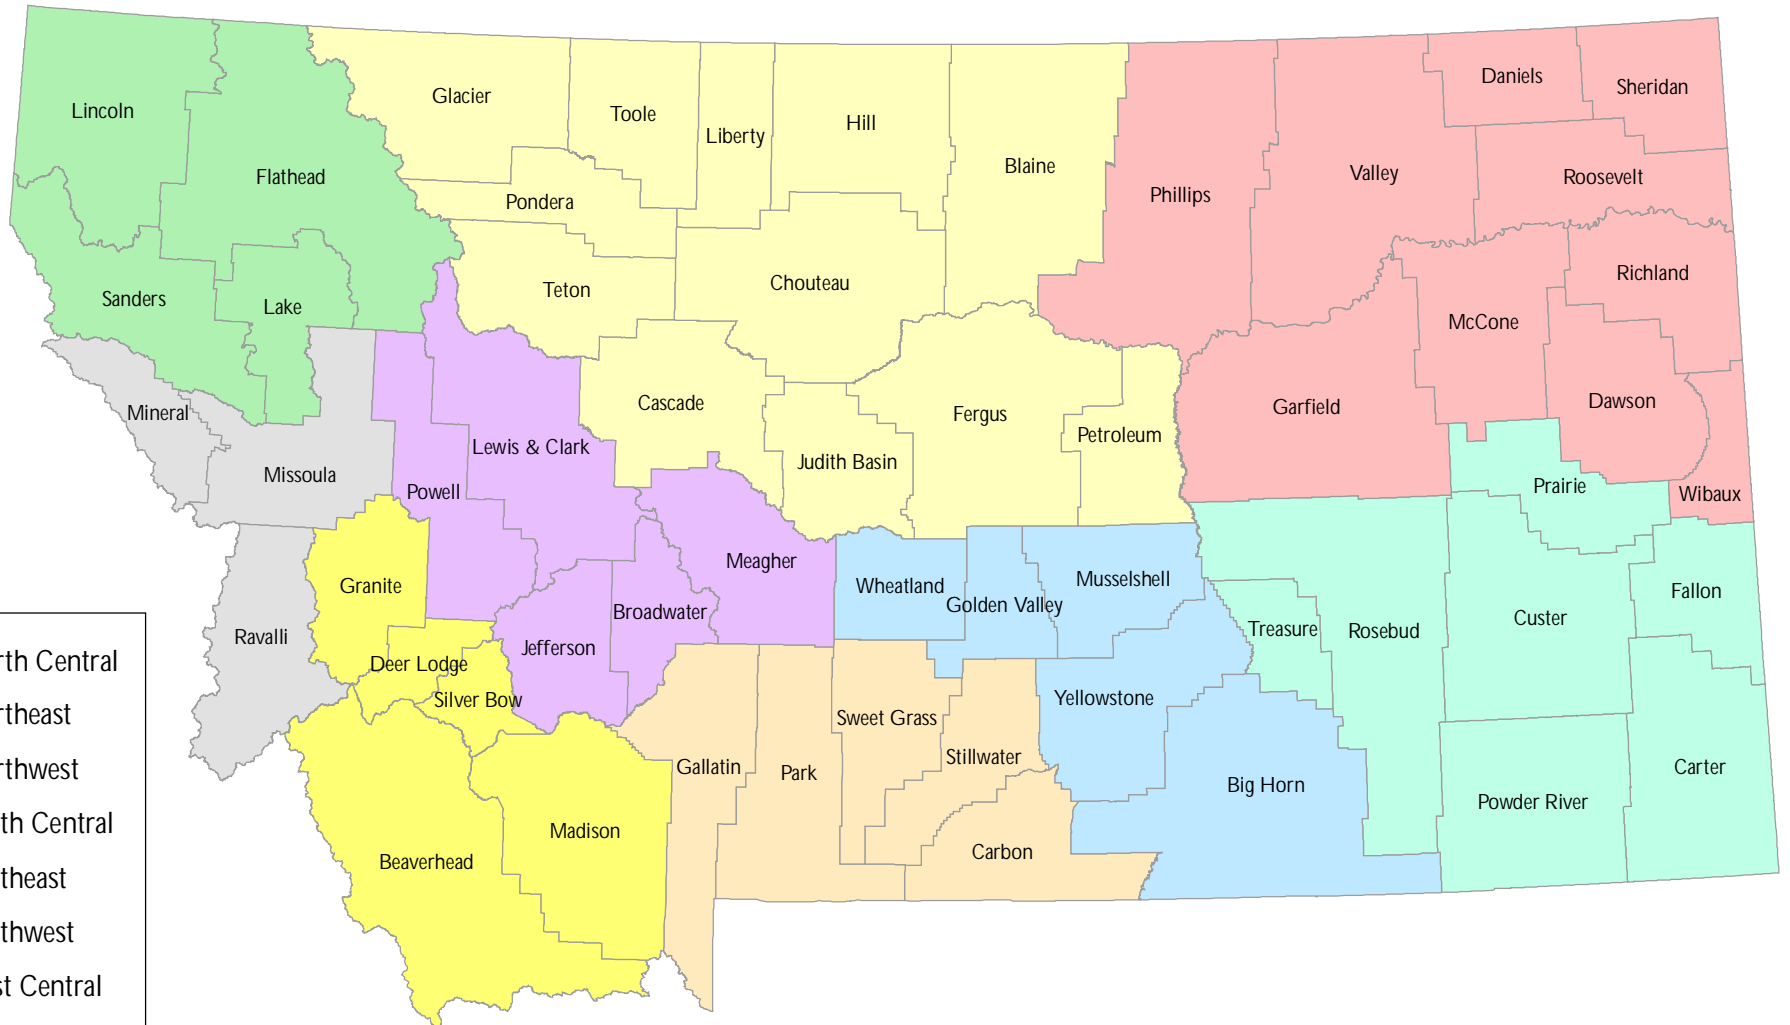 Lincoln
Flathead
Glacier
Toole
Liberty
Hill
Blaine
Phillips
Valley
Daniels
Sheridan
Roosevelt
Pondera
Teton
Chouteau
Sanders
Lake
Richland
McCone
Dawson
Garfield
Mineral
Missoula
Powell
Lewis & Clark
Cascade
Judith Basin
Fergus
Petroleum
Prairie
Wibaux
Granite
Meagher
Wheatland
Golden Valley
Musselshell
Treasure
Rosebud
Custer
Fallon
Ravalli
Deer Lodge
Silver Bow
Jefferson
Broadwater
Yellowstone
Sweet Grass
Stillwater
Gallatin
Park
Big Horn
Powder River
Carter
Beaverhead
Madison
Carbon
rth Central
rtheast
rthwest
th Central
theast
thwest
st Central